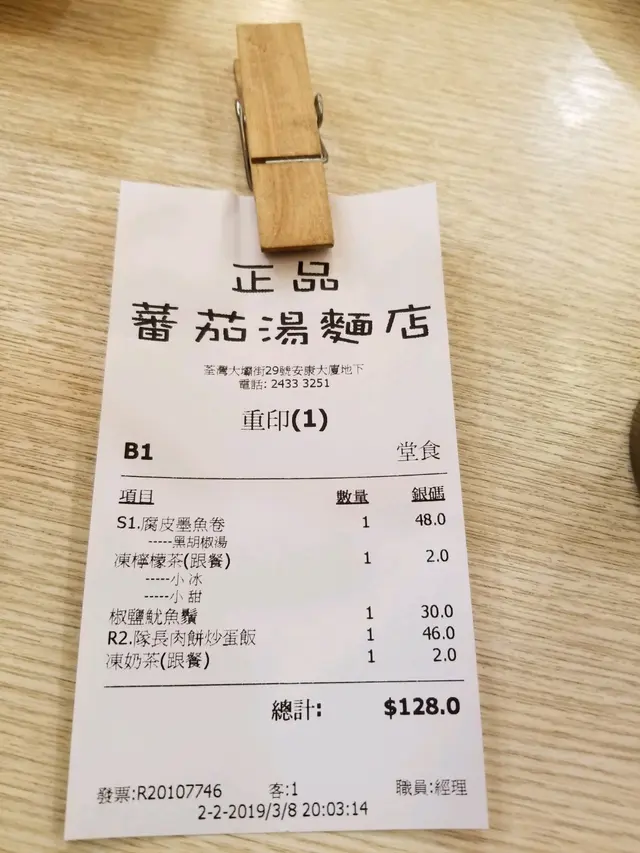 正品
蕃茄湯麵店
荃灣大壩街29號安康大廈地下
電話: 2433 3251
重印(1)
B1 堂食
項目 數量 銀碼
S1.腐皮墨魚卷 1 48.0
-----黑胡椒湯
凍檸檬茶(跟餐) 1 2.0
-----小 冰
-----小 甜
椒鹽魷魚鬚 1 30.0
R2.隊長肉餅炒蛋飯 1 46.0
凍奶茶(跟餐) 1 2.0
總計: $128.0
發票:R20107746 客:1 職員:經理
2-2-2019/3/8 20:03:14